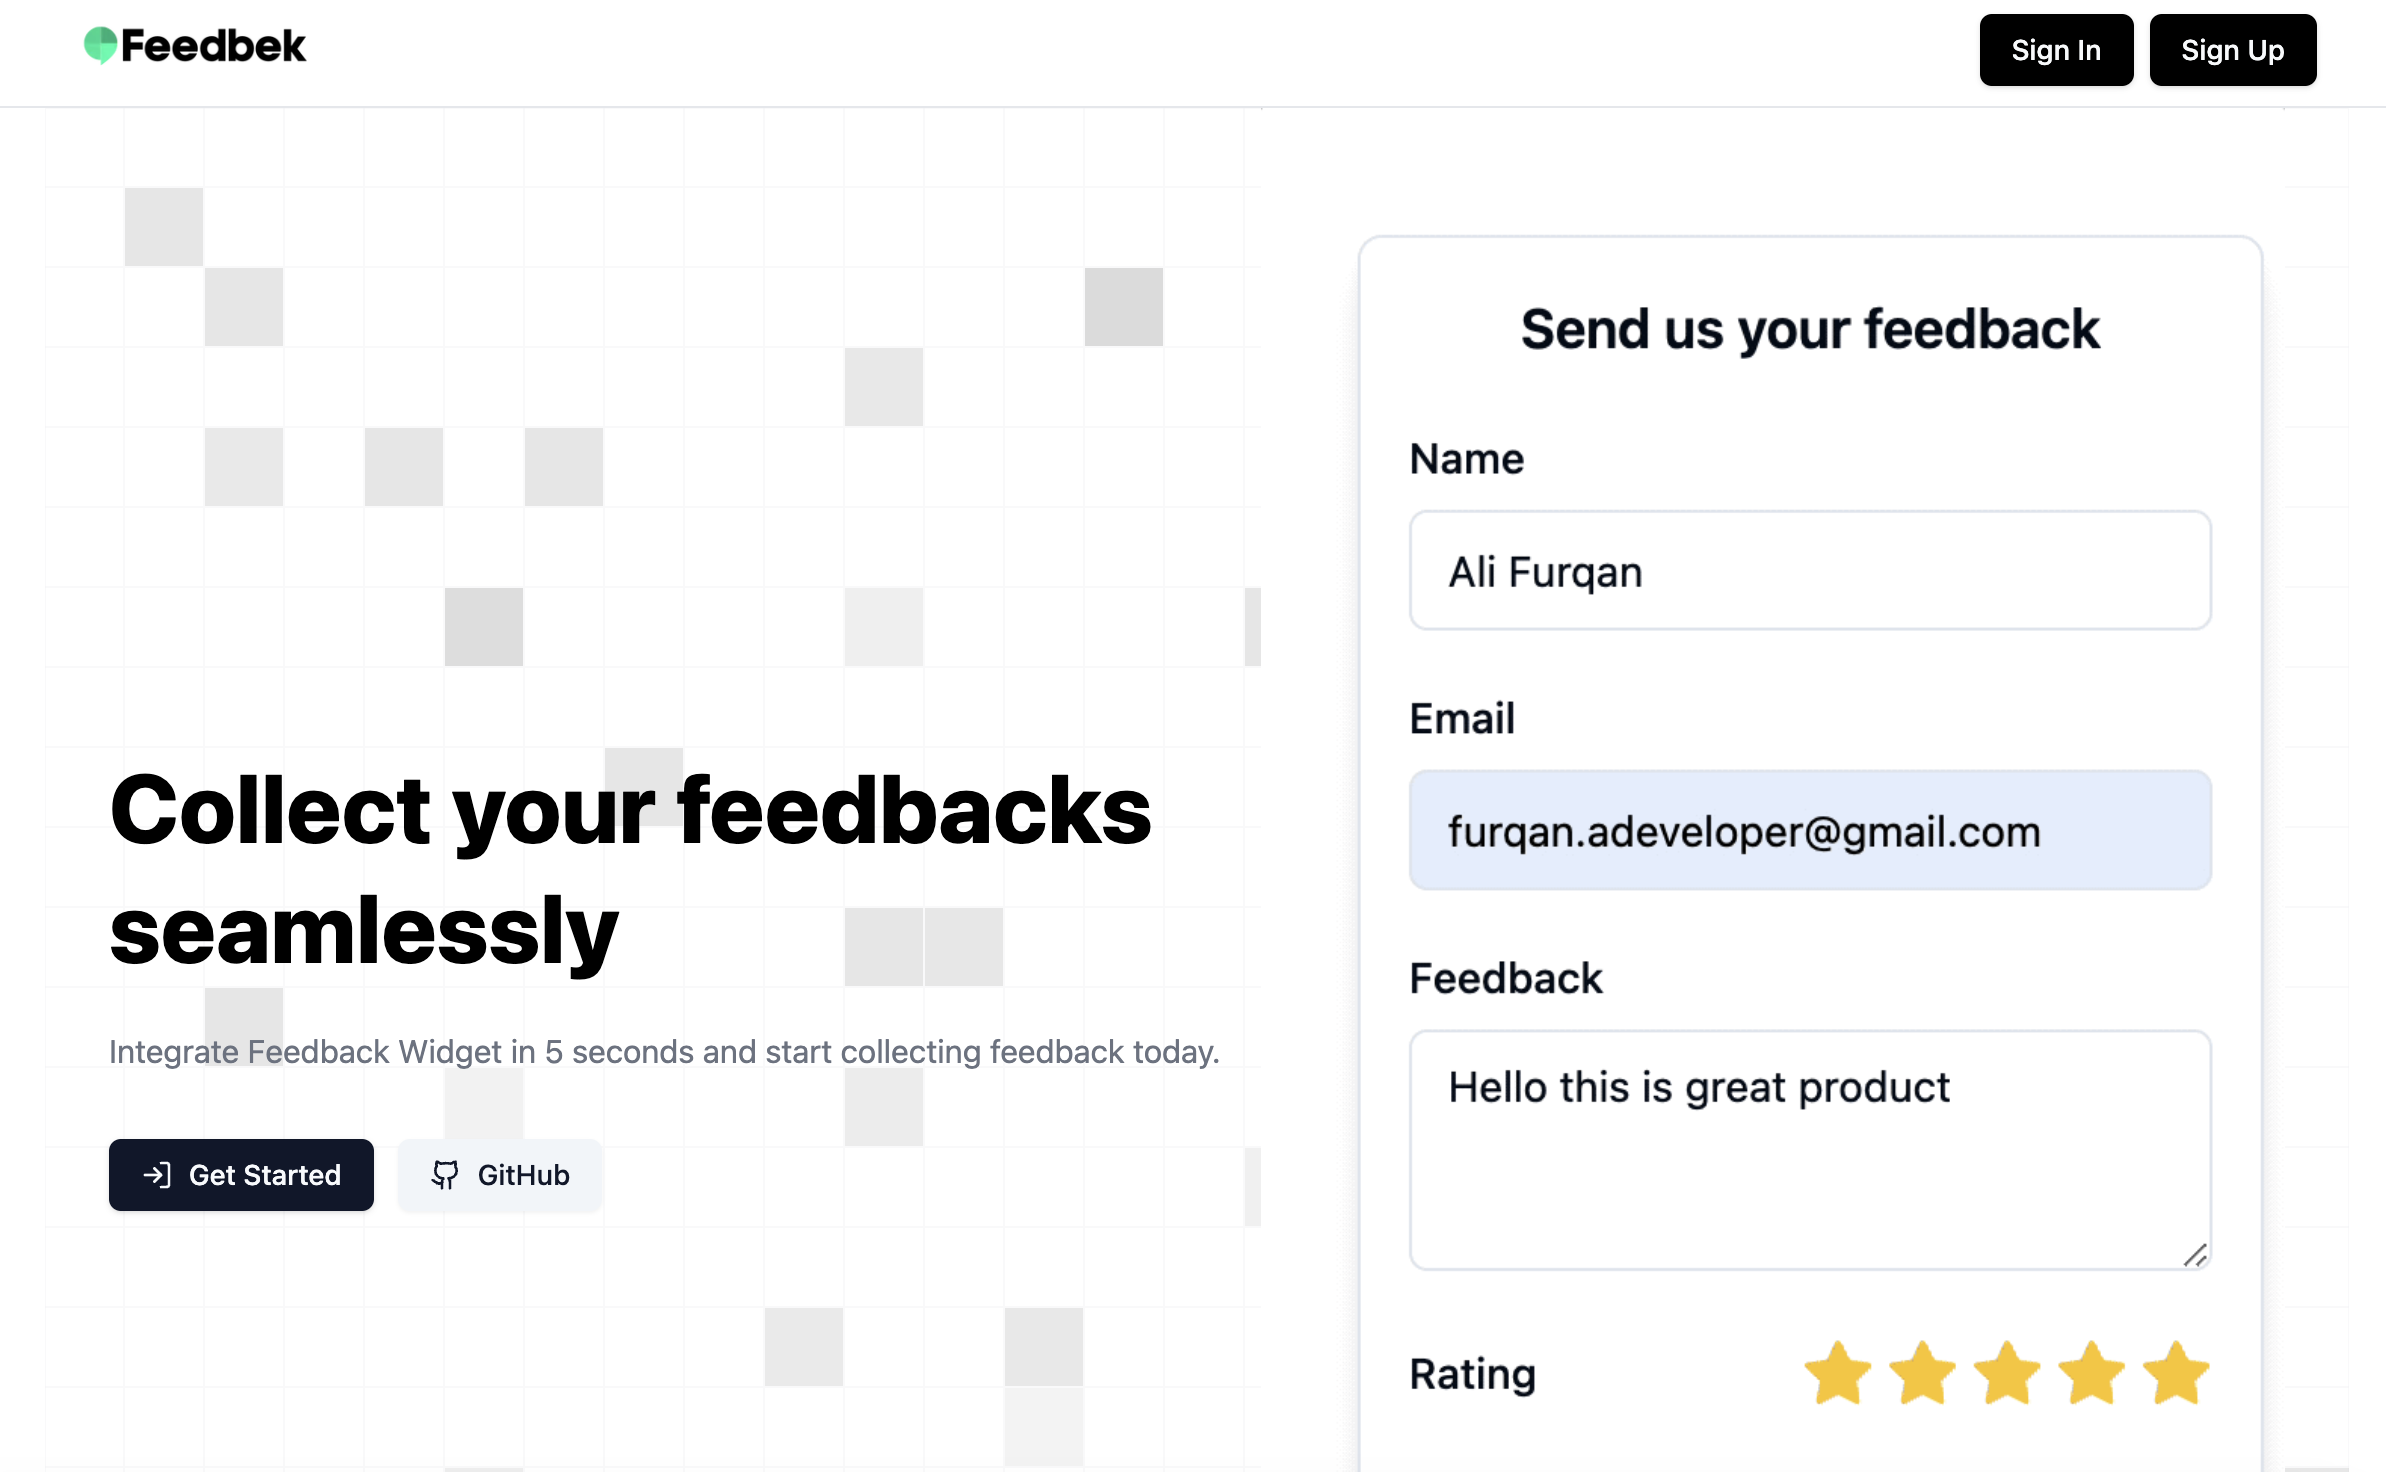 Feedbek
Sign In
Sign Up
Collect your feedbacks
seamlessly
Integrate Feedback Widget in 5 seconds and start collecting feedback today.
Get Started
GitHub
Send us your feedback
Name
Ali Furqan
Email
furqan.adeveloper@gmail.com
Feedback
Hello this is great product
Rating